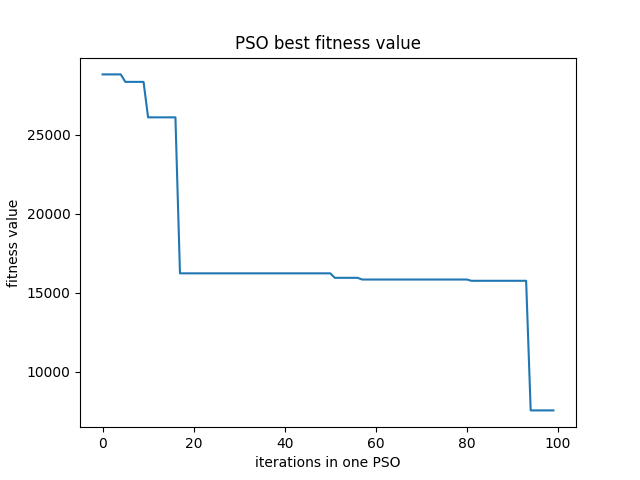 PSO best fitness value
fitness value
25000
20000
15000
10000
0 20 40 60 80 100
iterations in one PSO